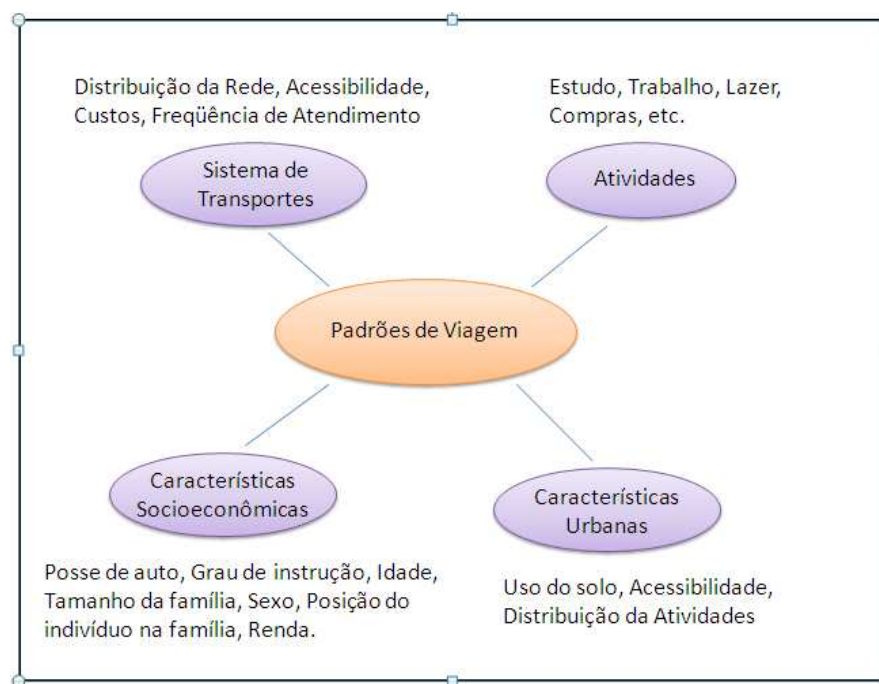 Distribuição da Rede, Acessibilidade,
Custos, Freqüência de Atendimento
Estudo, Trabalho, Lazer,
Compras, etc.
Sistema de
Transportes
Atividades
Padrões de Viagem
Características
Socioeconômicas
Características
Urbanas
Posse de auto, Grau de instrução, Idade,
Tamanho da família, Sexo, Posição do
indivíduo na família, Renda.
Uso do solo, Acessibilidade,
Distribuição da Atividades